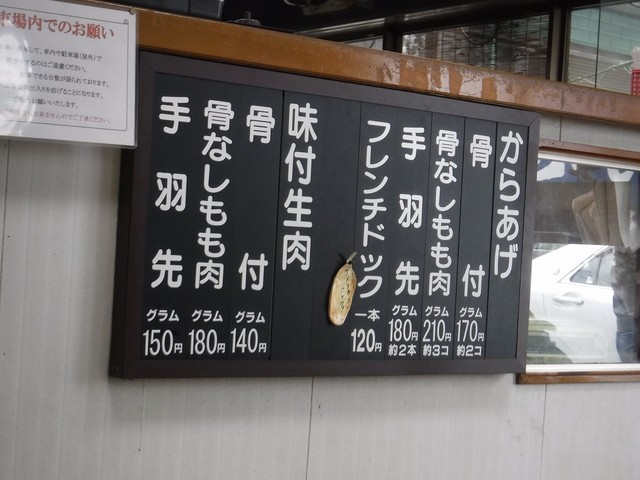 車場内でのお願い
からあげ
骨付 グラム 170円 約2コ
骨なしもも肉 グラム 210円 約3コ
手羽先 グラム 180円 約2本
フレンチドック 一本 120円
味付生肉
骨付 グラム 140円
骨なしもも肉 グラム 180円
手羽先 グラム 150円